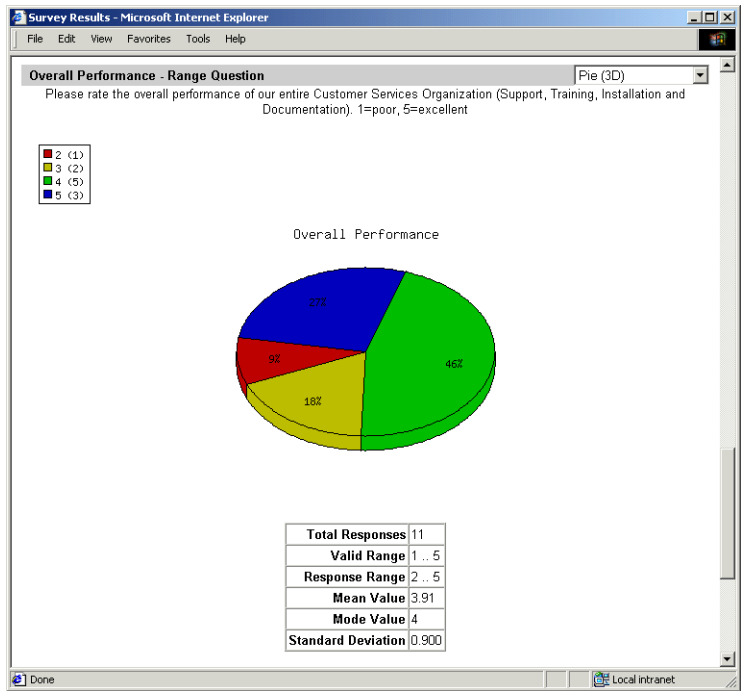 Survey Results - Microsoft Internet Explorer
File Edit View Favorites Tools Help
Overall Performance - Range Question
Pie (3D)
Please rate the overall performance of our entire Customer Services Organization (Support, Training, Installation and
Documentation). 1=poor, 5=excellent
2 (1)
3 (2)
4 (5)
5 (3)
Overall Performance
27%
9%
46%
18%
Total Responses 11
Valid Range 1 .. 5
Response Range 2 .. 5
Mean Value 3.91
Mode Value 4
Standard Deviation 0.900
Done
Local intranet